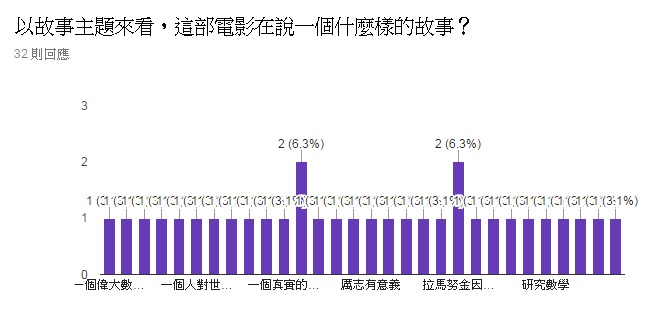 以故事主題來看，這部電影在說一個什麼樣的故事？
32 則回應
3
2 (6.3%) 2 (6.3%)
2
1
0
一個偉大數… 一個人對世… 一個真實的… 厲志有意義 拉馬努金因… 研究數學